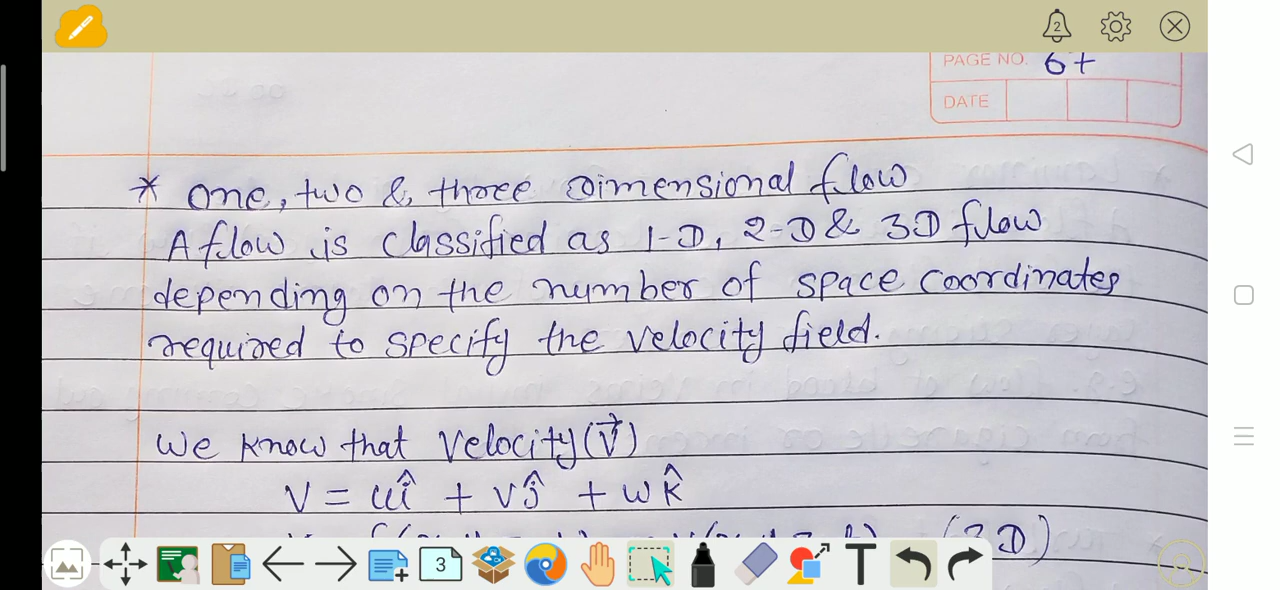 2
PAGE NO. 67
DATE
* One, two & three Dimensional flow
A flow is classified as 1-D, 2-D & 3D flow
depending on the number of space coordinates
required to specify the velocity field.
We know that Velocity (V⃗)
V = uî + vĵ + wk̂
(3D)
3
T